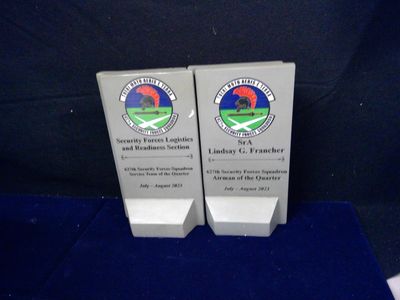 Security Forces Logistics
and Readiness Section
627th Security Forces Squadron
Service Team of the Quarter
July - August 2023
SrA
Lindsay G. Francher
627th Security Forces Squadron
Airman of the Quarter
July - August 2023